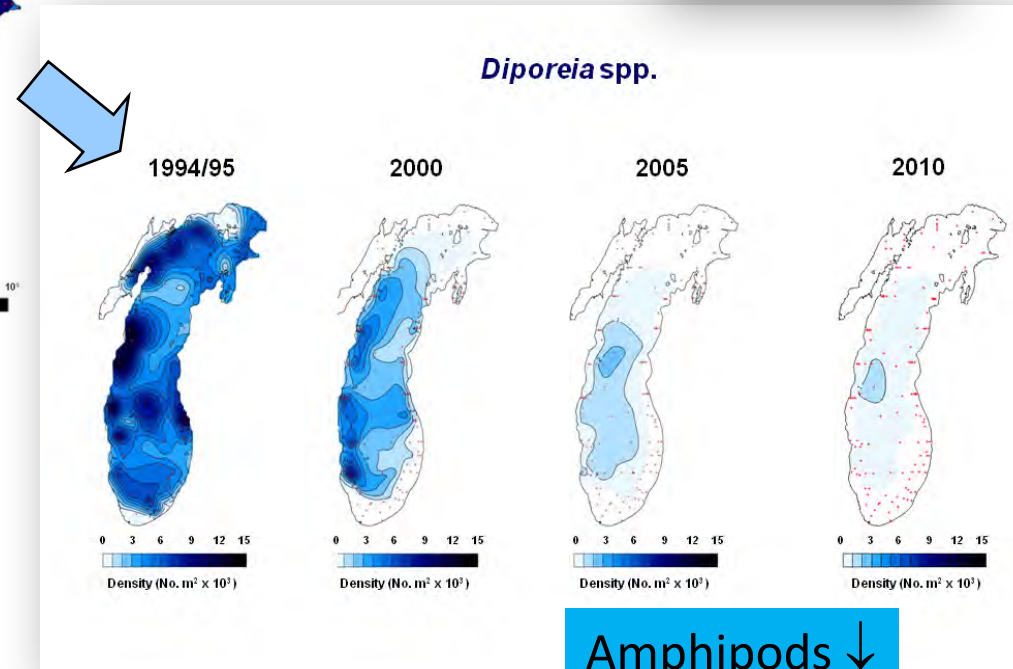 Diporeia spp.
1994/95 2000 2005 2010
10³
0 3 6 9 12 15 0 3 6 9 12 15 0 3 6 9 12 15 0 3 6 9 12 15
Density (No. m² x 10³) Density (No. m² x 10³) Density (No. m² x 10³) Density (No. m² x 10³)
Amphipods ↓